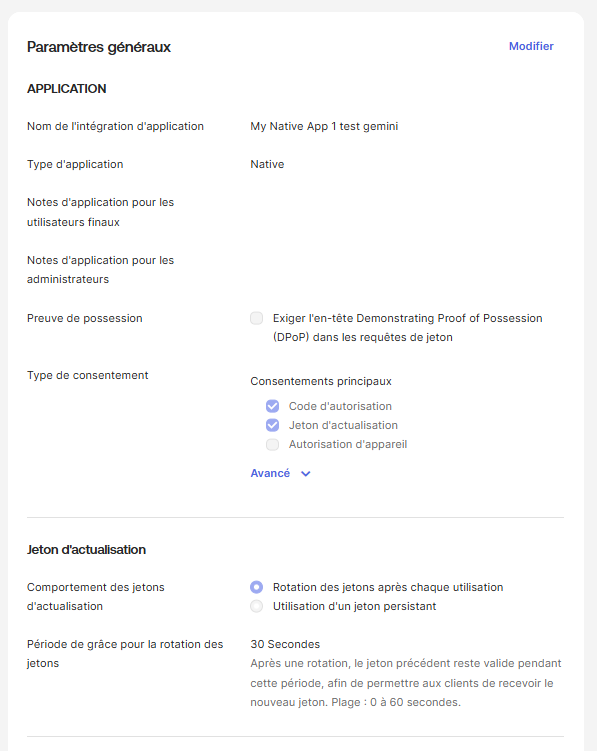 Paramètres généraux
Modifier
APPLICATION
Nom de l'intégration d'application
My Native App 1 test gemini
Type d'application
Native
Notes d'application pour les
utilisateurs finaux
Notes d'application pour les
administrateurs
Preuve de possession
Exiger l'en-tête Demonstrating Proof of Possession
(DPoP) dans les requêtes de jeton
Type de consentement
Consentements principaux
Code d'autorisation
Jeton d'actualisation
Autorisation d'appareil
Avancé
Jeton d'actualisation
Comportement des jetons
d'actualisation
Rotation des jetons après chaque utilisation
Utilisation d'un jeton persistant
Période de grâce pour la rotation des
jetons
30 Secondes
Après une rotation, le jeton précédent reste valide pendant
cette période, afin de permettre aux clients de recevoir le
nouveau jeton. Plage : 0 à 60 secondes.